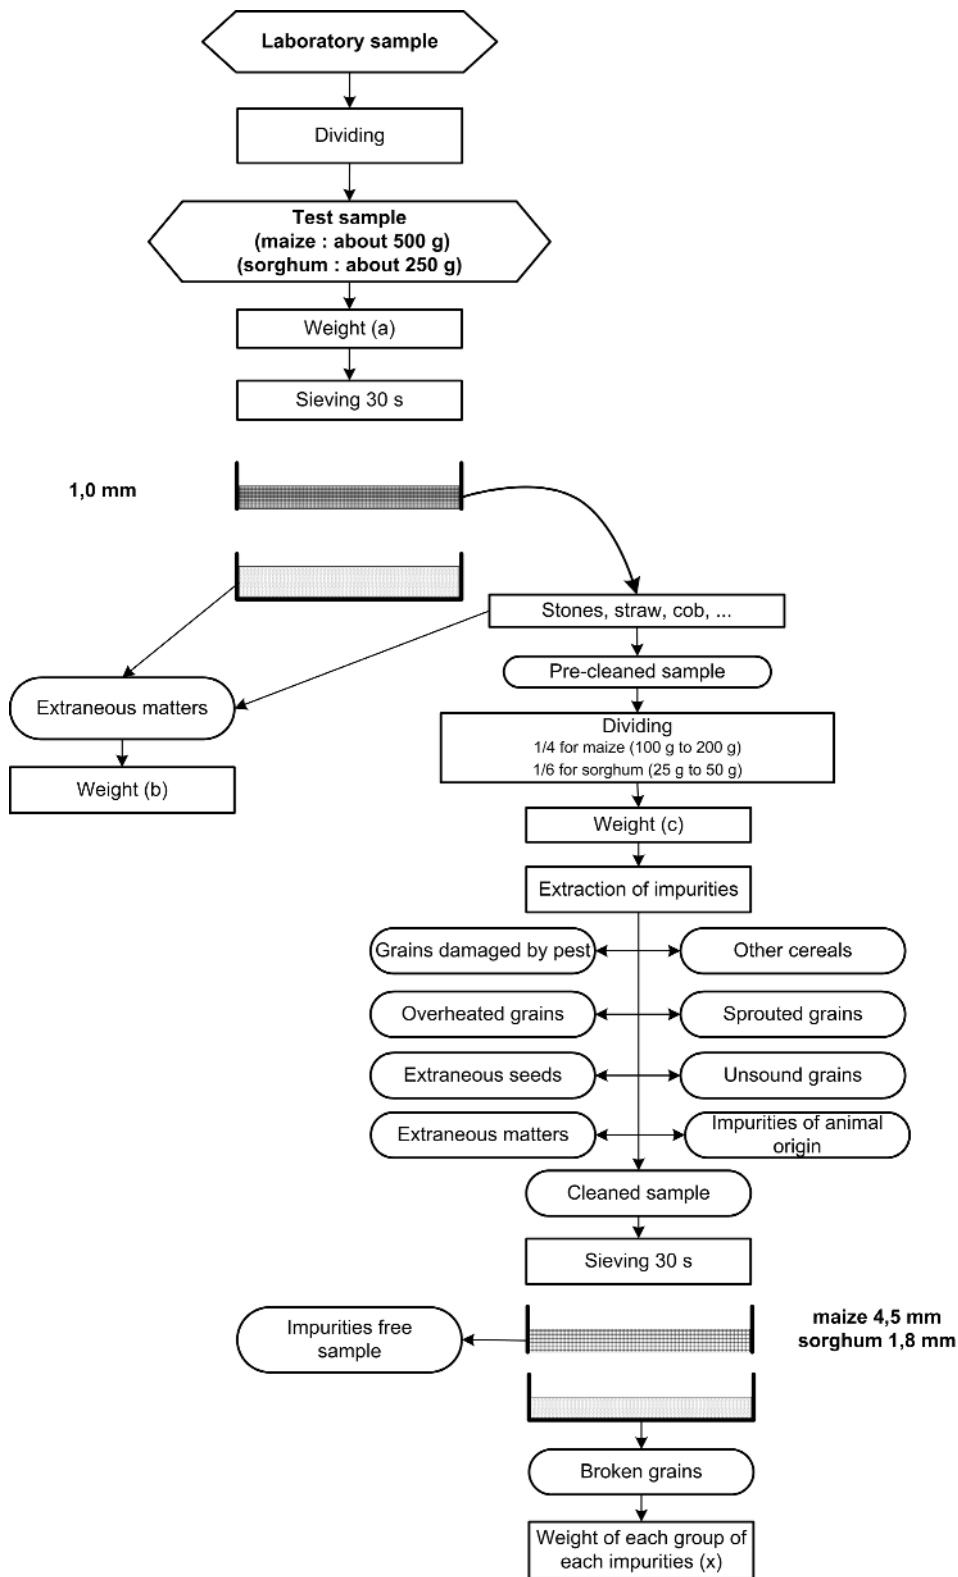 Laboratory sample
Dividing
Test sample
(maize : about 500 g)
(sorghum : about 250 g)
Weight (a)
Sieving 30 s
1,0 mm
Stones, straw, cob, ...
Pre-cleaned sample
Extraneous matters
Dividing
1/4 for maize (100 g to 200 g)
1/6 for sorghum (25 g to 50 g)
Weight (b)
Weight (c)
Extraction of impurities
Grains damaged by pest
Other cereals
Overheated grains
Sprouted grains
Extraneous seeds
Unsound grains
Extraneous matters
Impurities of animal
origin
Cleaned sample
Sieving 30 s
maize 4,5 mm
sorghum 1,8 mm
Impurities free
sample
Broken grains
Weight of each group of
each impurities (x)